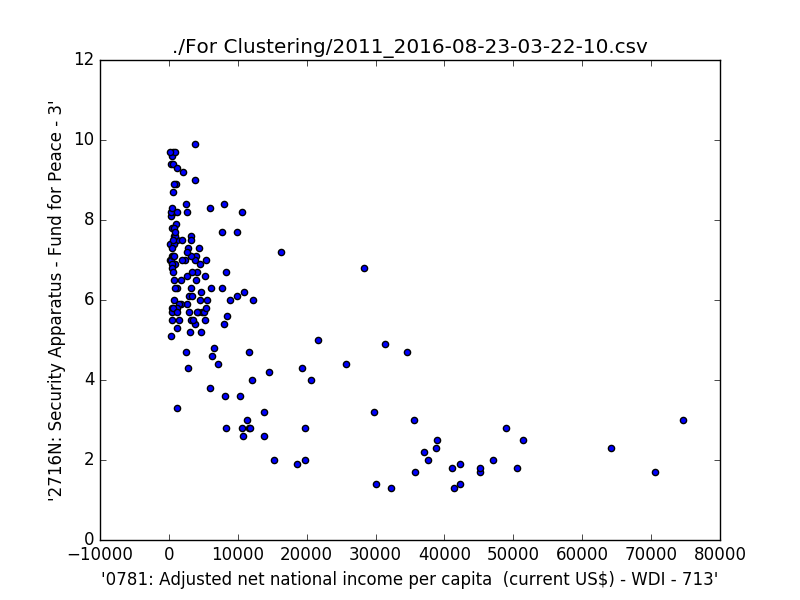 ./For Clustering/2011_2016-08-23-03-22-10.csv
12
10
8
6
4
2
0
'2716N: Security Apparatus - Fund for Peace - 3'
−10000 0 10000 20000 30000 40000 50000 60000 70000 80000
'0781: Adjusted net national income per capita  (current US$) - WDI - 713'